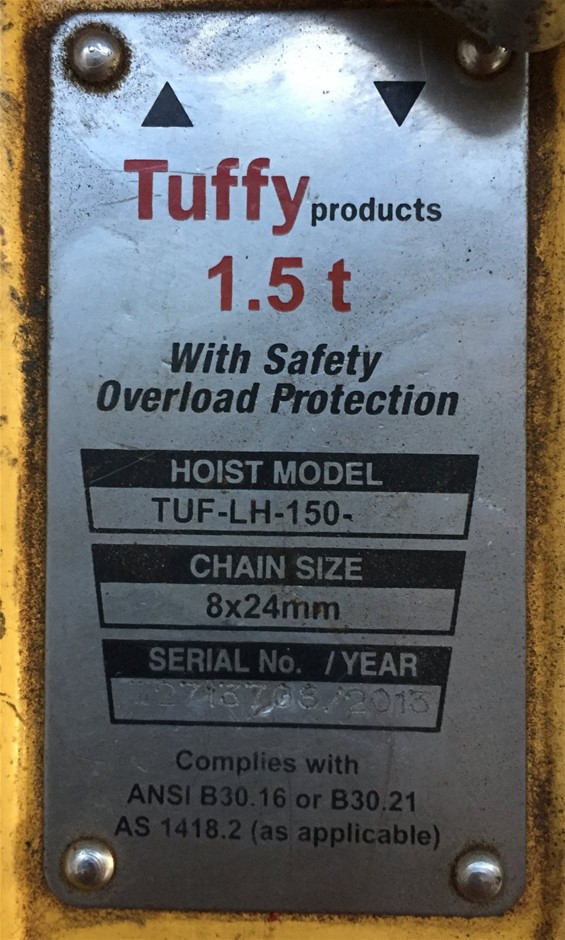 Tuffy products
1.5 t
With Safety
Overload Protection
HOIST MODEL
TUF-LH-150-
CHAIN SIZE
8x24mm
SERIAL No. /YEAR
Complies with
ANSI B30.16 or B30.21
AS 1418.2 (as applicable)